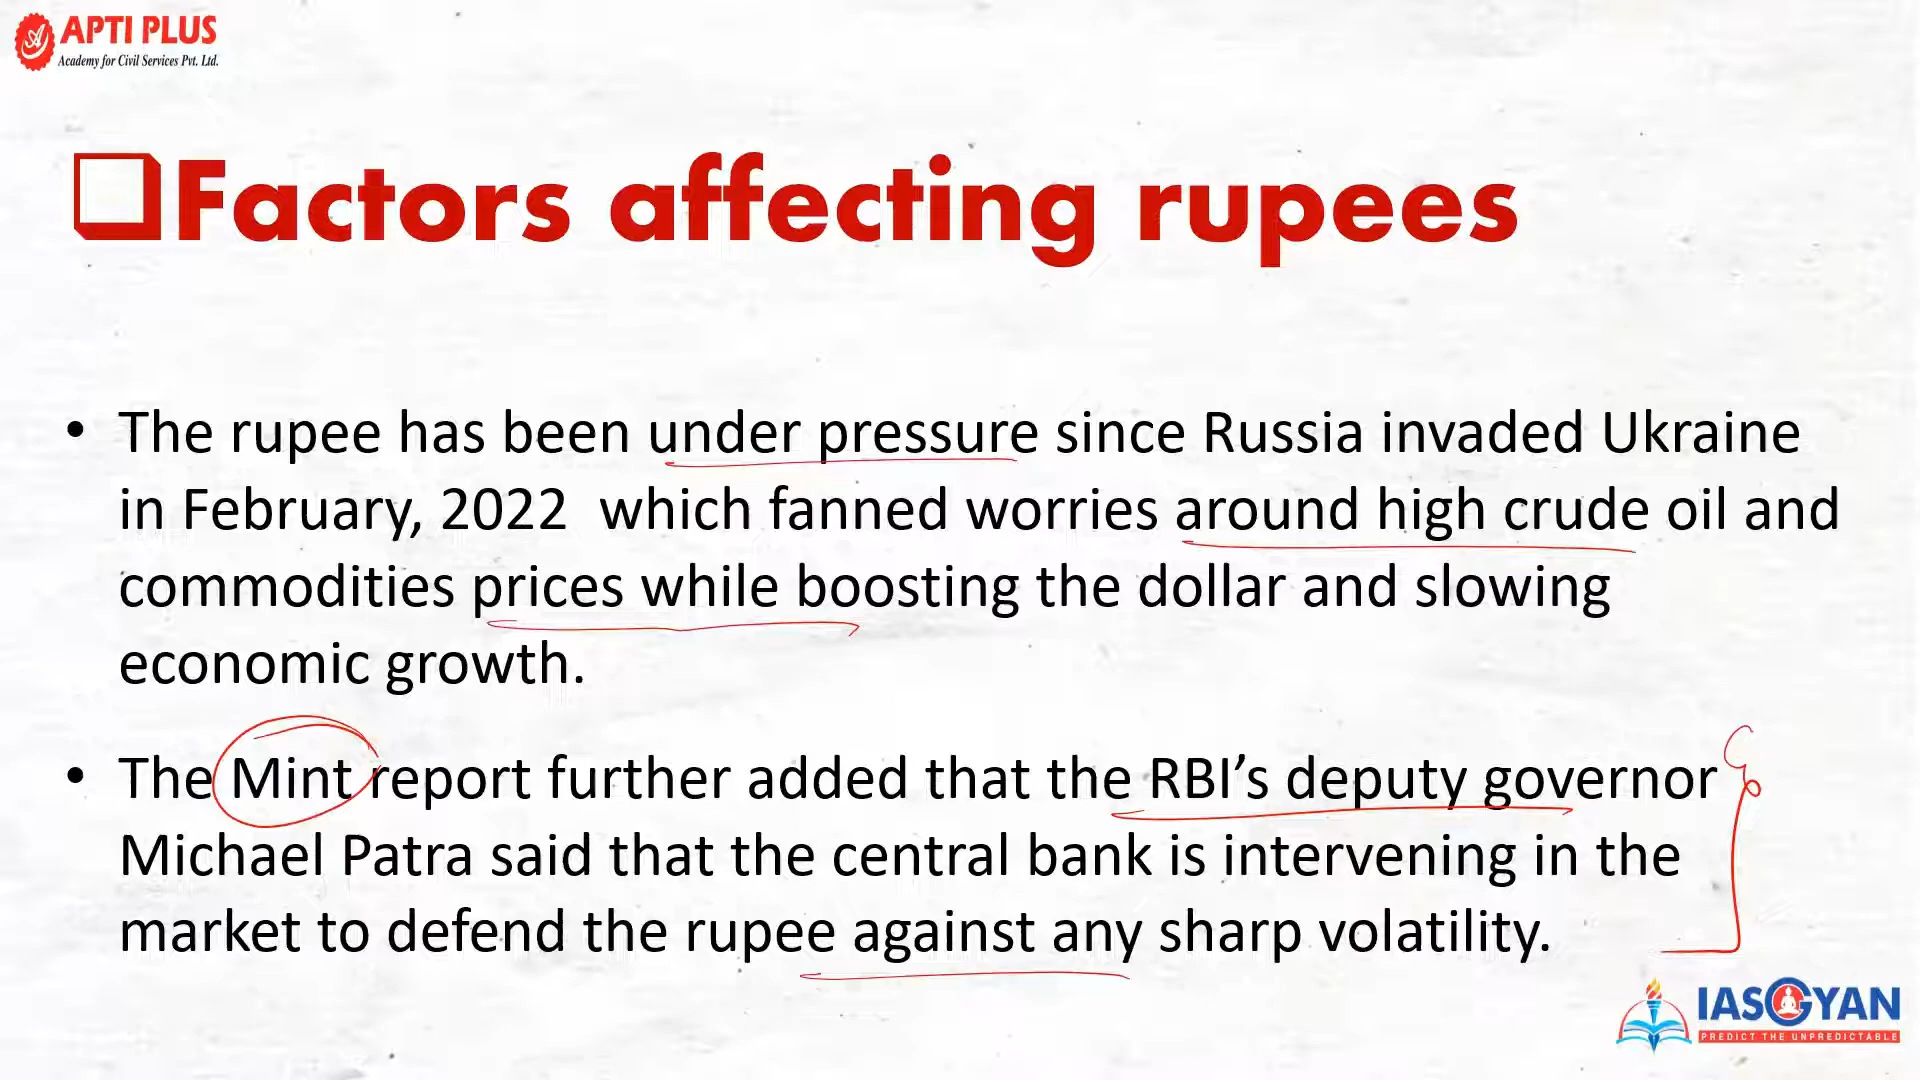 APTI PLUS
Academy for Civil Services Pvt. Ltd.
Factors affecting rupees
• The rupee has been under pressure since Russia invaded Ukraine
in February, 2022 which fanned worries around high crude oil and
commodities prices while boosting the dollar and slowing
economic growth.
• The Mint report further added that the RBI’s deputy governor
Michael Patra said that the central bank is intervening in the
market to defend the rupee against any sharp volatility.
IASGYAN
PREDICT THE UNPREDICTABLE